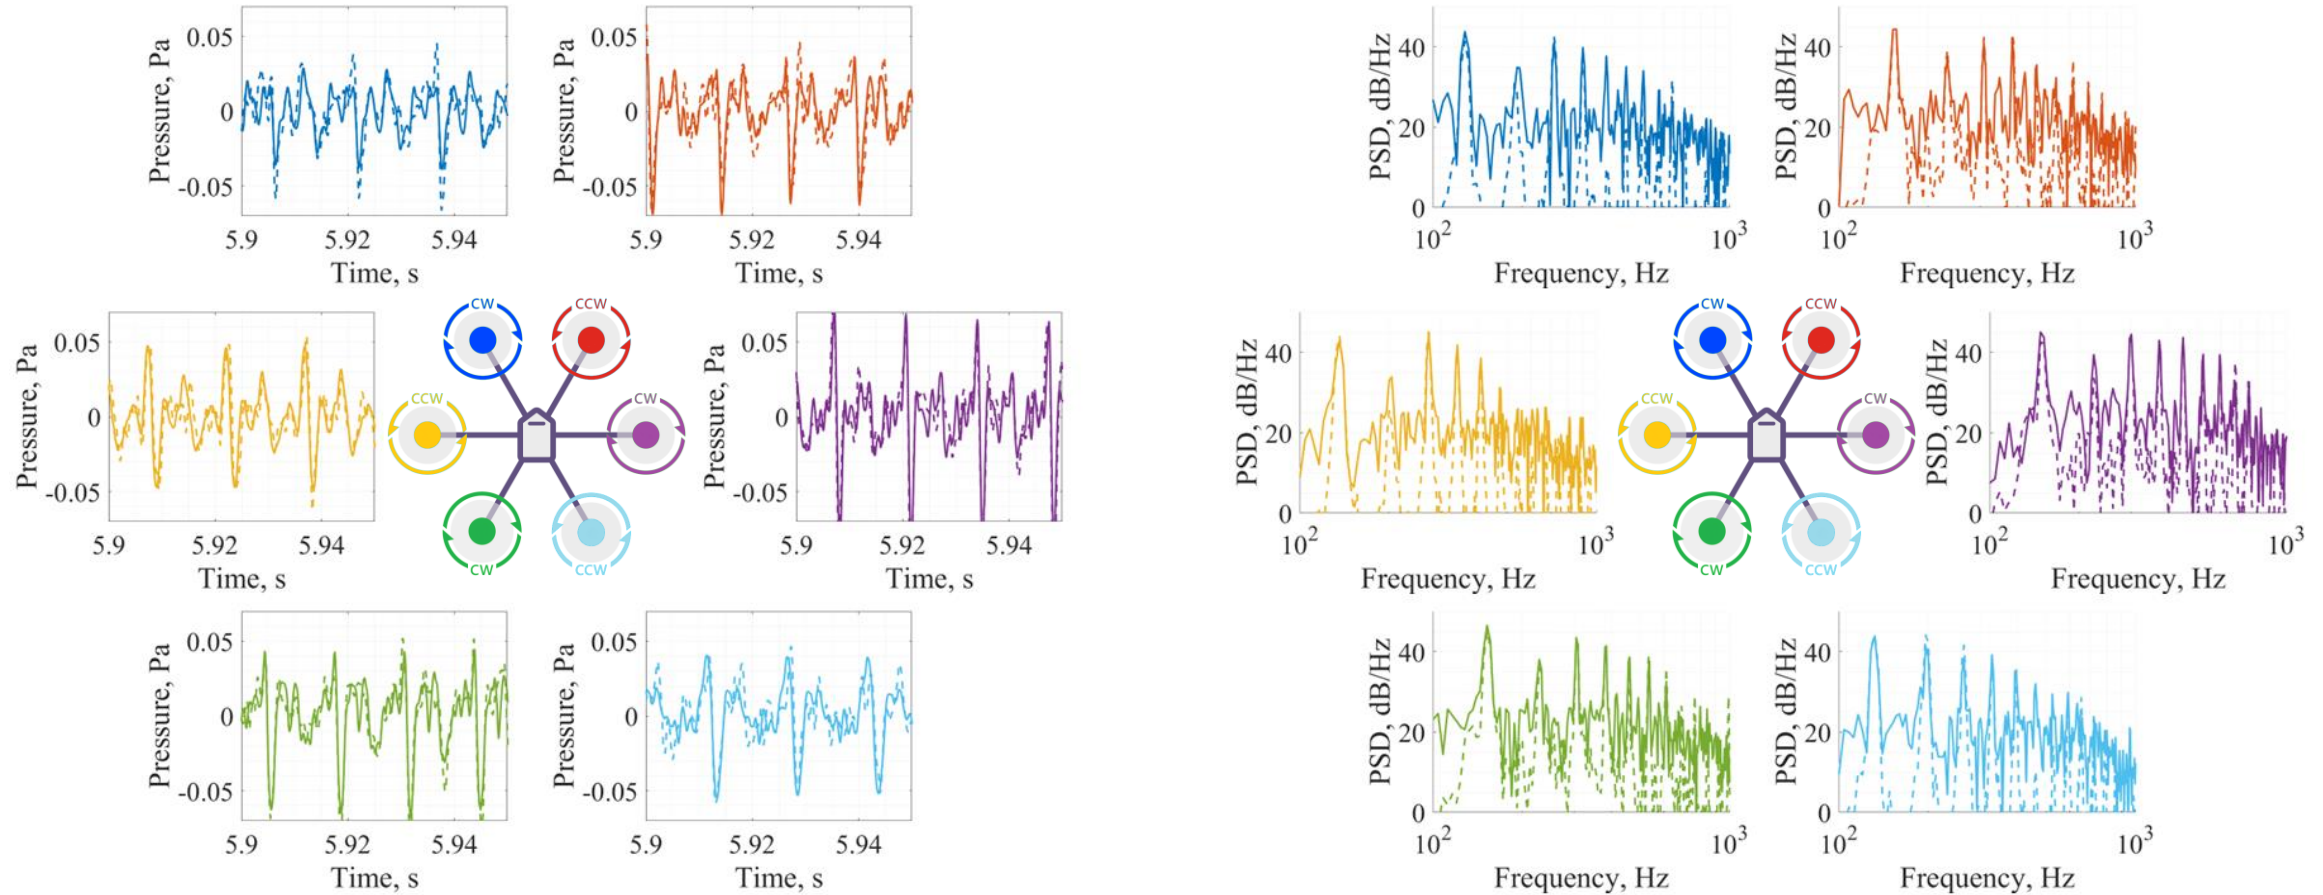 0.05
0
-0.05
Pressure, Pa
5.9 5.92 5.94
Time, s
0.05
0
-0.05
Pressure, Pa
5.9 5.92 5.94
Time, s
40
20
0
PSD, dB/Hz
10² 10³
Frequency, Hz
40
20
0
PSD, dB/Hz
10² 10³
Frequency, Hz
0.05
0
-0.05
Pressure, Pa
5.9 5.92 5.94
Time, s
CW
CCW
CCW
CW
CW
CCW
0.05
0
-0.05
Pressure, Pa
5.9 5.92 5.94
Time, s
40
20
0
PSD, dB/Hz
10² 10³
Frequency, Hz
CW
CCW
CCW
CW
CW
CCW
40
20
0
PSD, dB/Hz
10² 10³
Frequency, Hz
0.05
0
-0.05
Pressure, Pa
5.9 5.92 5.94
Time, s
0.05
0
-0.05
Pressure, Pa
5.9 5.92 5.94
Time, s
40
20
0
PSD, dB/Hz
10² 10³
Frequency, Hz
40
20
0
PSD, dB/Hz
10² 10³
Frequency, Hz